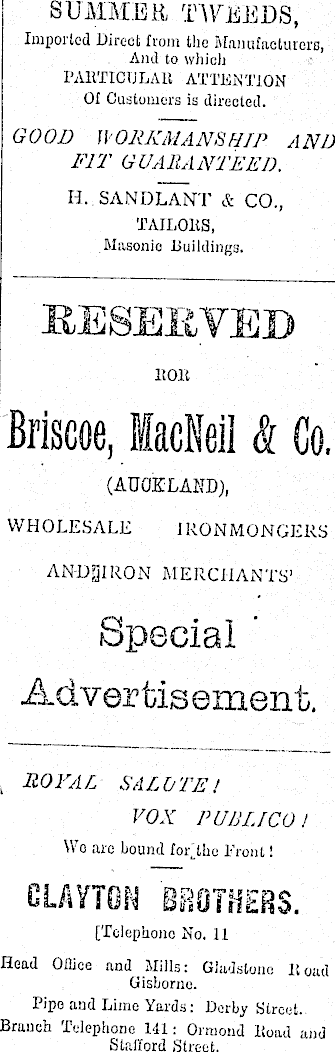 SUMMER TWEEDS,
Imported Direct from the Manufacturers,
And to which
PARTICULAR ATTENTION
Of Customers is directed.
GOOD WORKMANSHIP AND
FIT GUARANTEED.
H. SANDLANT & CO.,
TAILORS,
Masonic Buildings.
RESERVED
FOR
Briscoe, MacNeil & Co.
(AUCKLAND),
WHOLESALE IRONMONGERS
AND IRON MERCHANTS'
Special
Advertisement.
ROYAL SALUTE!
VOX PUBLICO!
We are bound for the Front!
CLAYTON BROTHERS.
[Telephone No. 11
Head Office and Mills: Gladstone Road
Gisborne.
Pipe and Lime Yards: Derby Street.
Branch Telephone 141: Ormond Road and
Stafford Street.